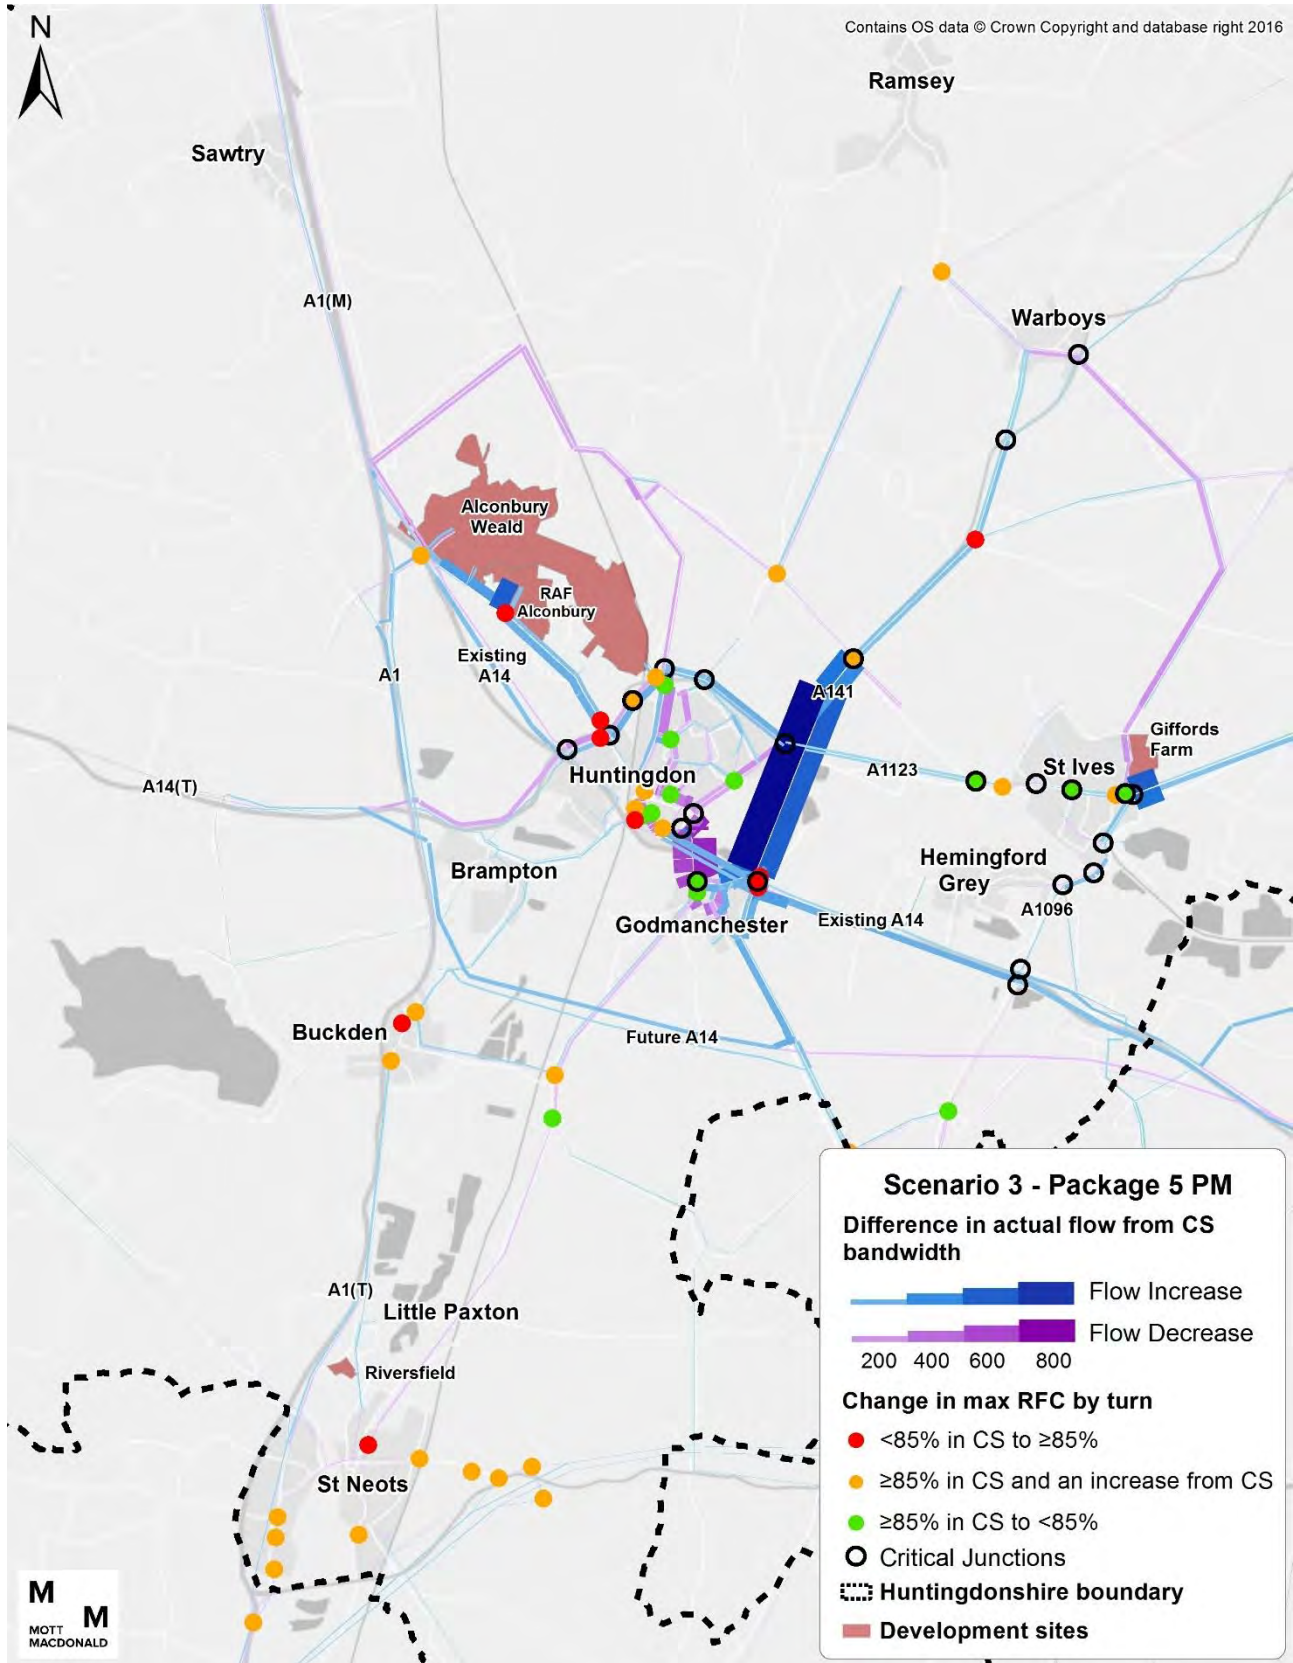 Contains OS data © Crown Copyright and database right 2016
N
Ramsey
Sawtry
A1(M)
Warboys
Alconbury
Weald
RAF
Alconbury
Existing
A14
A1
A141
Giffords
Farm
St Ives
A1123
Huntingdon
A14(T)
Hemingford
Grey
Brampton
A1096
Godmanchester
Existing A14
Buckden
Future A14
A1(T)
Little Paxton
Riversfield
St Neots
Scenario 3 - Package 5 PM
Difference in actual flow from CS
bandwidth
Flow Increase
Flow Decrease
200 400 600 800
Change in max RFC by turn
<85% in CS to ≥85%
≥85% in CS and an increase from CS
≥85% in CS to <85%
Critical Junctions
Huntingdonshire boundary
Development sites
M
M
MOTT
MACDONALD